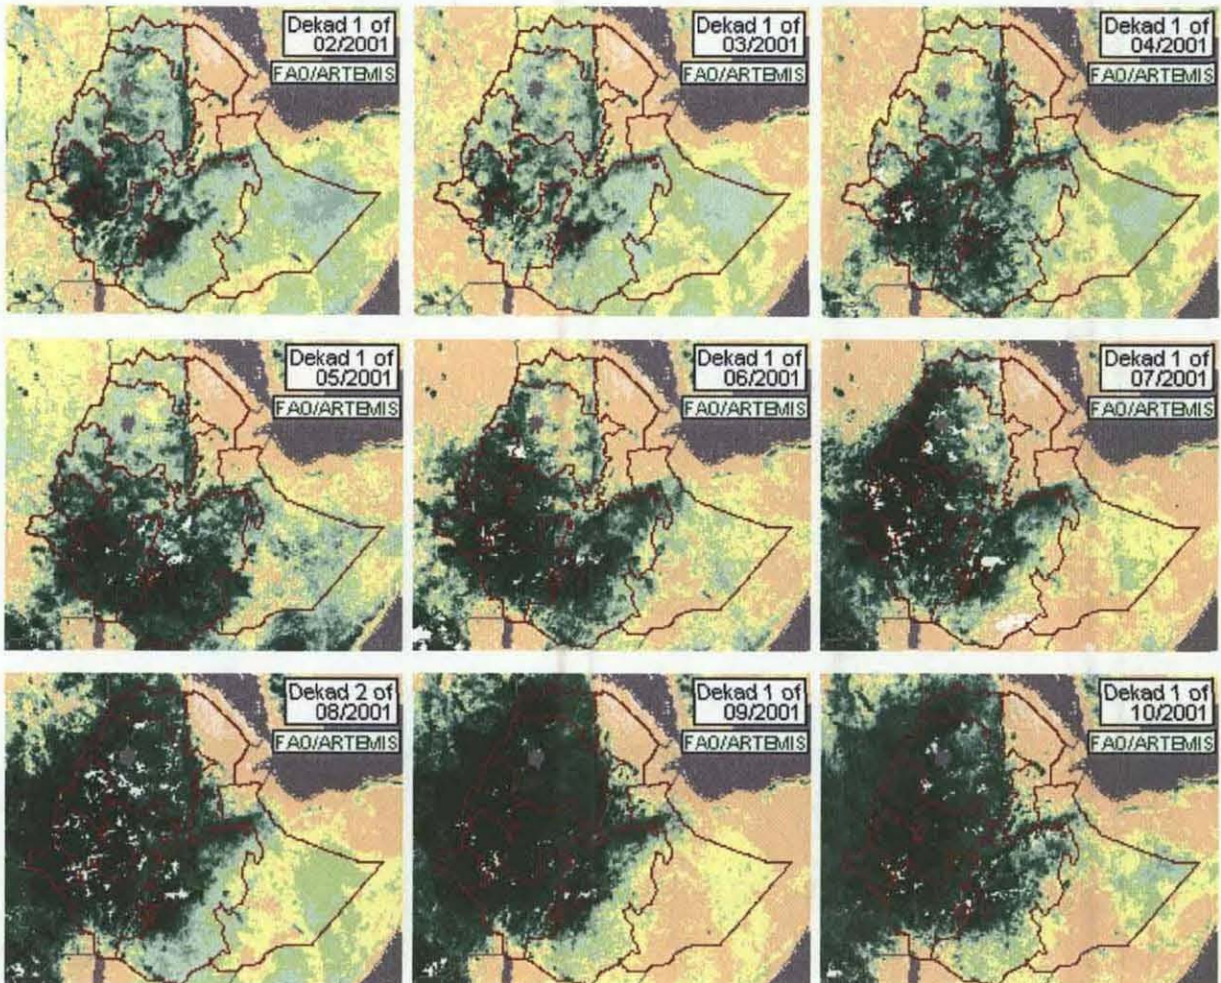 Dekad 1 of
02/2001
FAO/ARTEMIS
Dekad 1 of
03/2001
FAO/ARTEMIS
Dekad 1 of
04/2001
FAO/ARTEMIS
Dekad 1 of
05/2001
FAO/ARTEMIS
Dekad 1 of
06/2001
FAO/ARTEMIS
Dekad 1 of
07/2001
FAO/ARTEMIS
Dekad 2 of
08/2001
FAO/ARTEMIS
Dekad 1 of
09/2001
FAO/ARTEMIS
Dekad 1 of
10/2001
FAO/ARTEMIS